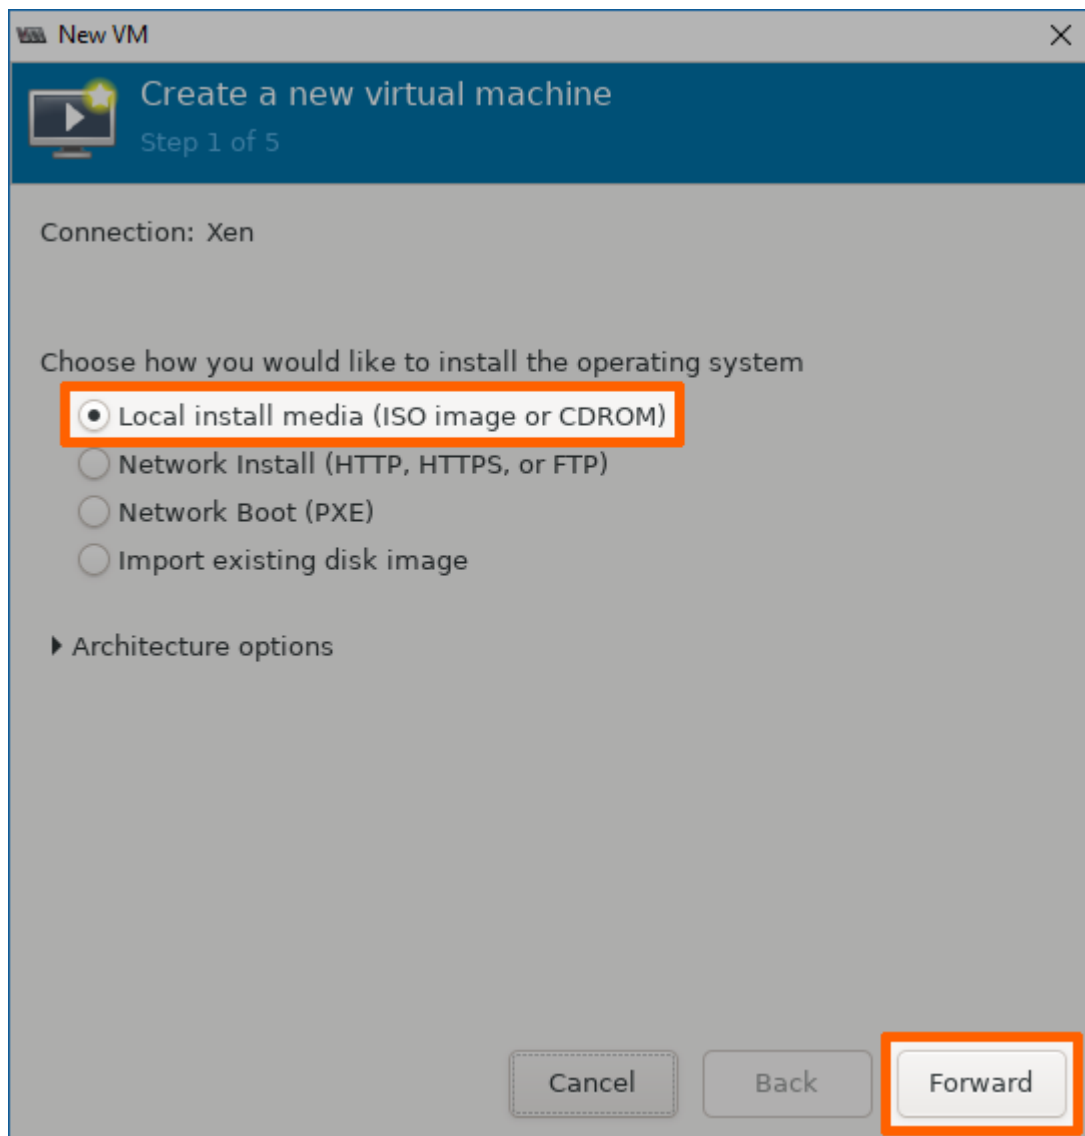 New VM
Create a new virtual machine
Step 1 of 5
Connection: Xen
Choose how you would like to install the operating system
Local install media (ISO image or CDROM)
Network Install (HTTP, HTTPS, or FTP)
Network Boot (PXE)
Import existing disk image
Architecture options
Cancel Back Forward